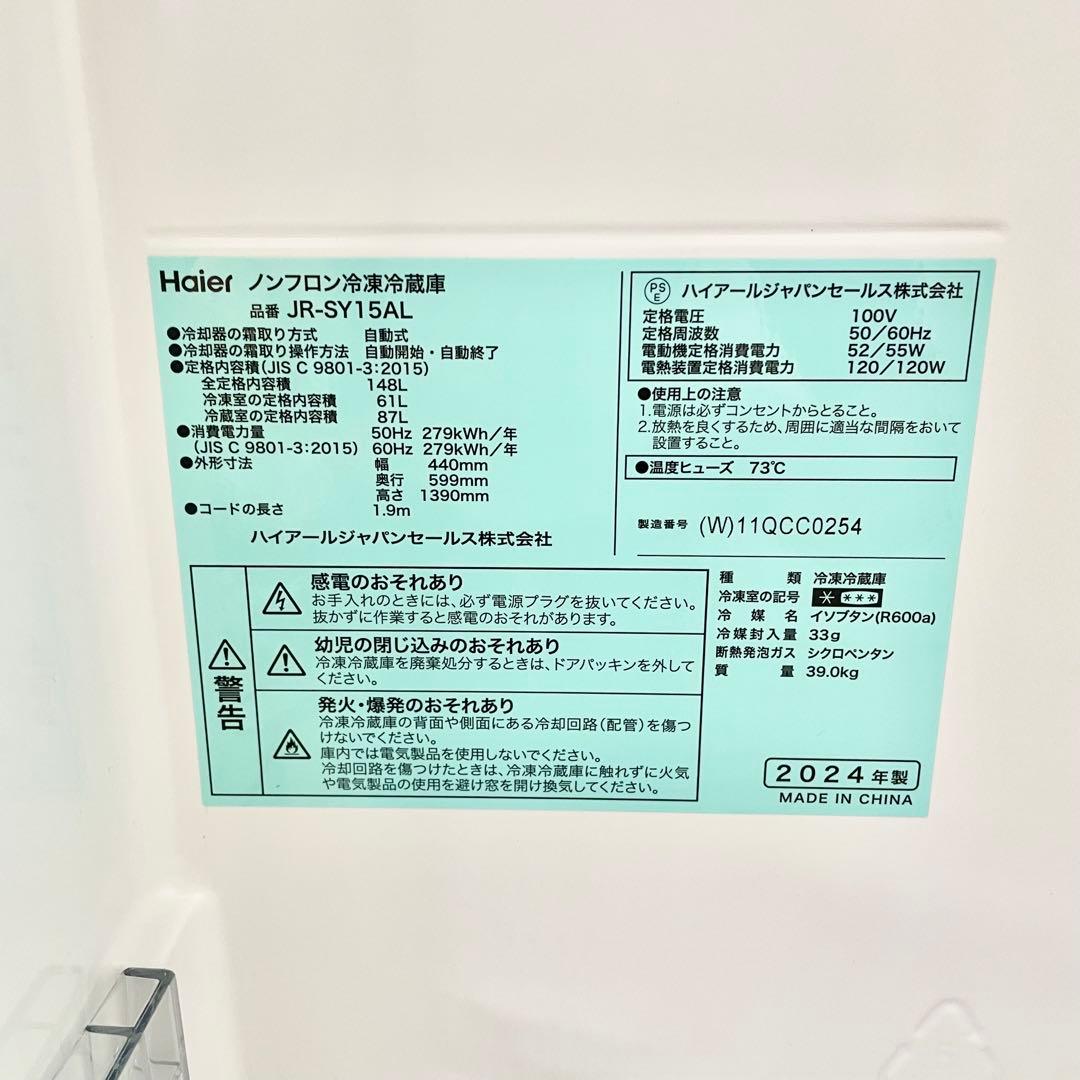 Haier ノンフロン冷凍冷蔵庫
品番 JR-SY15AL
●冷却器の霜取り方式 自動式
●冷却器の霜取り操作方法 自動開始・自動終了
●定格内容積(JIS C 9801-3:2015)
全定格内容積 148L
冷凍室の定格内容積 61L
冷蔵室の定格内容積 87L
●消費電力量 50Hz 279kWh/年
(JIS C 9801-3:2015) 60Hz 279kWh/年
●外形寸法 幅 440mm
奥行 599mm
高さ 1390mm
●コードの長さ 1.9m
ハイアールジャパンセールス株式会社
PSE ハイアールジャパンセールス株式会社
定格電圧 100V
定格周波数 50/60Hz
電動機定格消費電力 52/55W
電熱装置定格消費電力 120/120W
●使用上の注意
1.電源は必ずコンセントからとること。
2.放熱を良くするため、周囲に適当な間隔をおいて
設置すること。
●温度ヒューズ 73℃
製造番号 (W)11QCC0254
警告
感電のおそれあり
お手入れのときには、必ず電源プラグを抜いてください。
抜かずに作業すると感電のおそれがあります。
幼児の閉じ込みのおそれあり
冷凍冷蔵庫を廃棄処分するときは、ドアパッキンを外して
ください。
発火・爆発のおそれあり
冷凍冷蔵庫の背面や側面にある冷却回路(配管)を傷つ
けないでください。
庫内では電気製品を使用しないでください。
冷却回路を傷つけたときは、冷凍冷蔵庫に触れずに火気
や電気製品の使用を避け窓を開け換気してください。
種類 冷凍冷蔵庫
冷凍室の記号 * ***
冷媒名 イソブタン(R600a)
冷媒封入量 33g
断熱発泡ガス シクロペンタン
質量 39.0kg
2024年製
MADE IN CHINA